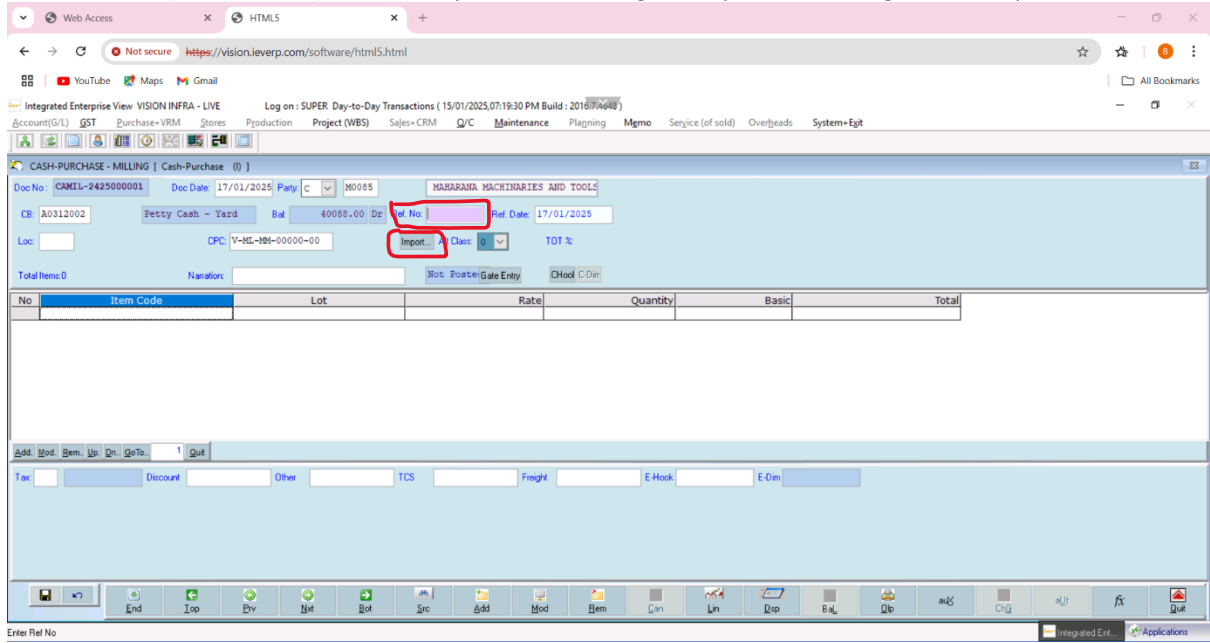 Web Access × HTML5 × +
Not secure https://vision.ieverp.com/software/html5.html B
YouTube Maps Gmail All Bookmarks
Integrated Enterprise View VISION INFRA - LIVE Log on : SUPER Day-to-Day Transactions ( 15/01/2025,07:19:30 PM Build : 2016.7.4648 )
Account(G/L) GST Purchase+VRM Stores Production Project (WBS) Sales+CRM Q/C Maintenance Planning Memo Service (of sold) Overheads System+Exit
CASH-PURCHASE - MILLING [ Cash-Purchase (I) ]
Doc No : CAMIL-2425000001 Doc Date: 17/01/2025 Party: C M0085 MAHARANA MACHINARIES AND TOOLS
CB: A0312002 Petty Cash - Yard Bal: 40088.00 Dr Ref. No: Ref. Date: 17/01/2025
Loc: CPC: V-ML-MM-00000-00 Import... Class: 0 TOT %:
Total Items:0 Narration: Not Poste Gate Entry CHool C-Dim
No Item Code Lot Rate Quantity Basic Total
Add. Mod. Rem.. Up. Dn.. GoTo.. 1 Quit
Tax: Discount Other TCS Freight E-Hook E-Dim
End Top Prv Nxt Bot Src Add Mod Rem Can Lin Dsp Bal Dlp Chg fx Quit
Enter Ref No Integrated Ent... Applications